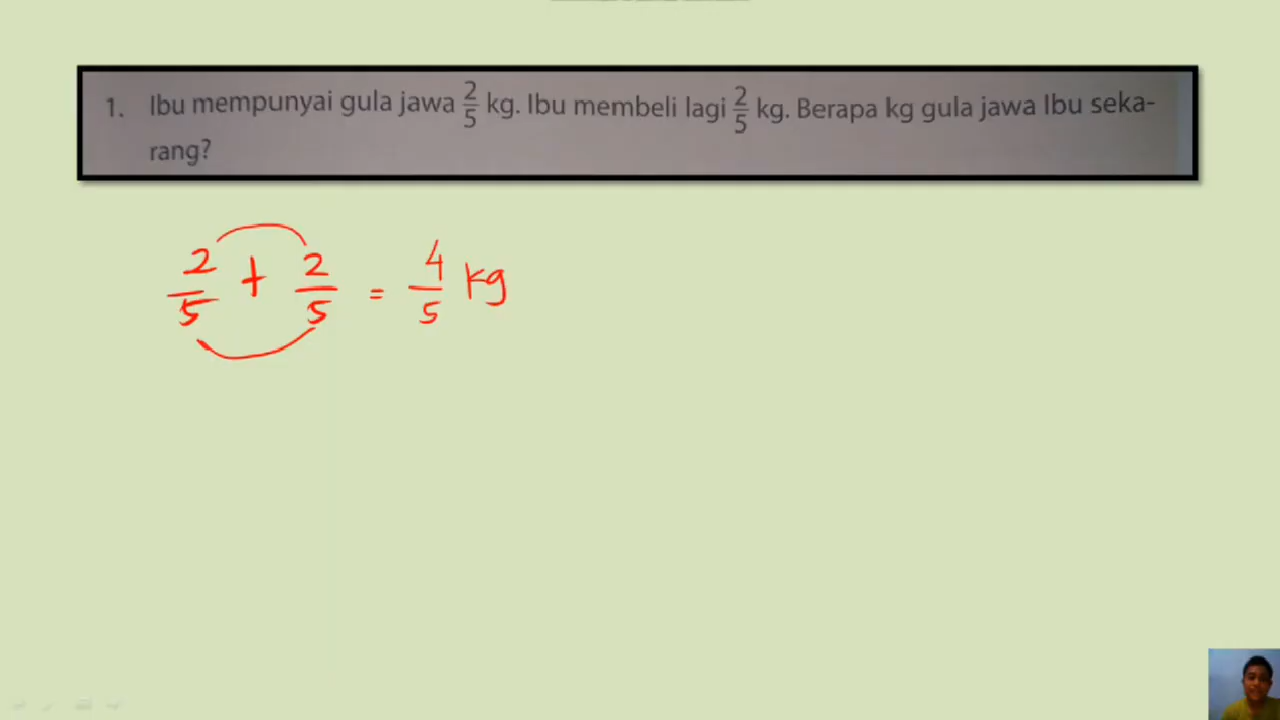 1. Ibu mempunyai gula jawa 2/5 kg. Ibu membeli lagi 2/5 kg. Berapa kg gula jawa Ibu seka-
rang?
2/5 + 2/5 = 4/5 kg